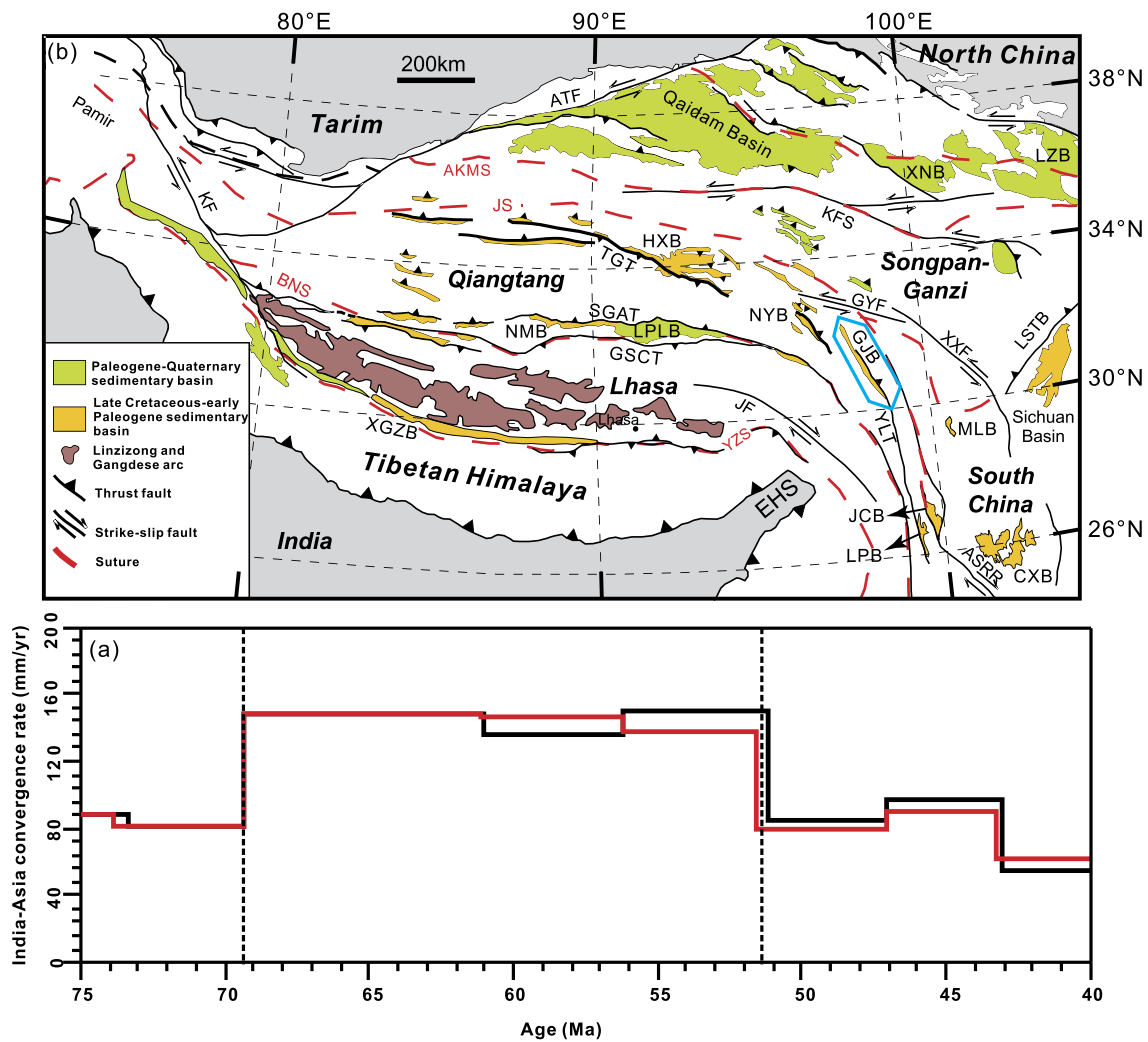 80°E
90°E
100°E
(b)
North China
200km
38°N
ATF
Pamir
Tarim
Qaidam Basin
AKMS
XNB
LZB
KF
JS
KFS
34°N
HXB
TGT
Songpan-
Ganzi
BNS
Qiangtang
GYF
NYB
SGAT
NMB
LPLB
GSCT
GJB
XXF
LSTB
30°N
Paleogene-Quaternary
sedimentary basin
Late Cretaceous-early
Paleogene sedimentary
basin
Linzizong and
Gangdese arc
Thrust fault
Strike-slip fault
Suture
Lhasa
Lhasa
JF
YLT
MLB
Sichuan
Basin
XGZB
YZS
Tibetan Himalaya
South
China
EHS
JCB
India
LPB
26°N
ASRR
CXB
(a)
India-Asia convergence rate (mm/yr)
200
160
120
80
40
0
75
70
65
60
55
50
45
40
Age (Ma)